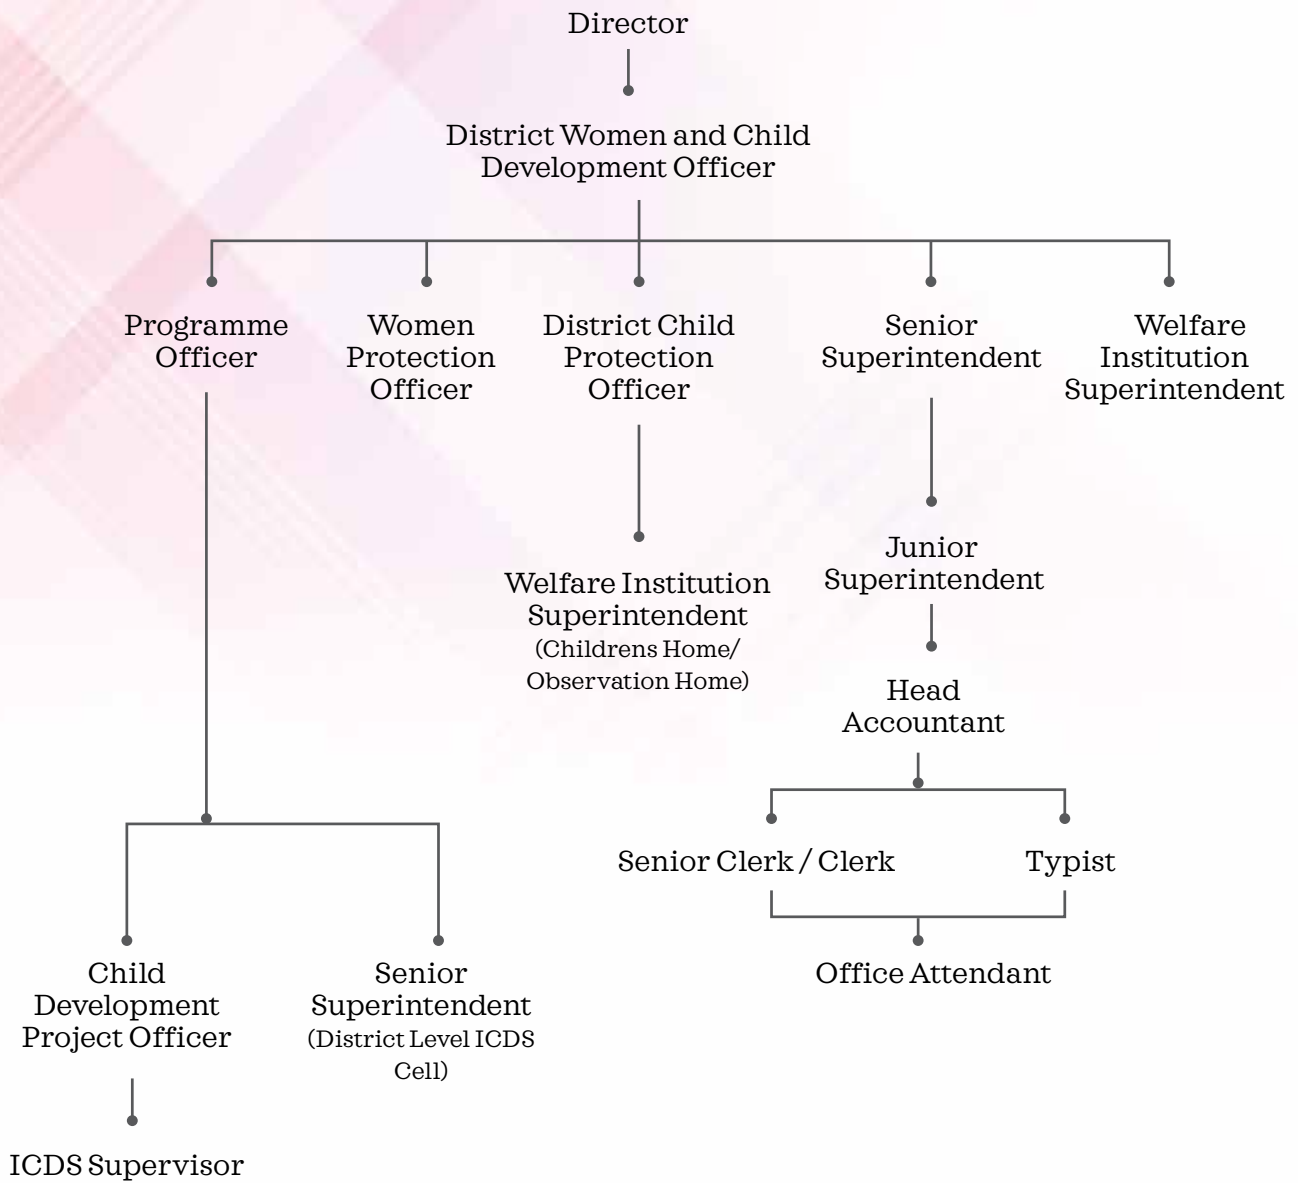 Director
District Women and Child
Development Officer
Programme
Officer
Women
Protection
Officer
District Child
Protection
Officer
Senior
Superintendent
Welfare
Institution
Superintendent
Welfare Institution
Superintendent
(Childrens Home/
Observation Home)
Junior
Superintendent
Head
Accountant
Senior Clerk / Clerk
Typist
Office Attendant
Child
Development
Project Officer
Senior
Superintendent
(District Level ICDS
Cell)
ICDS Supervisor